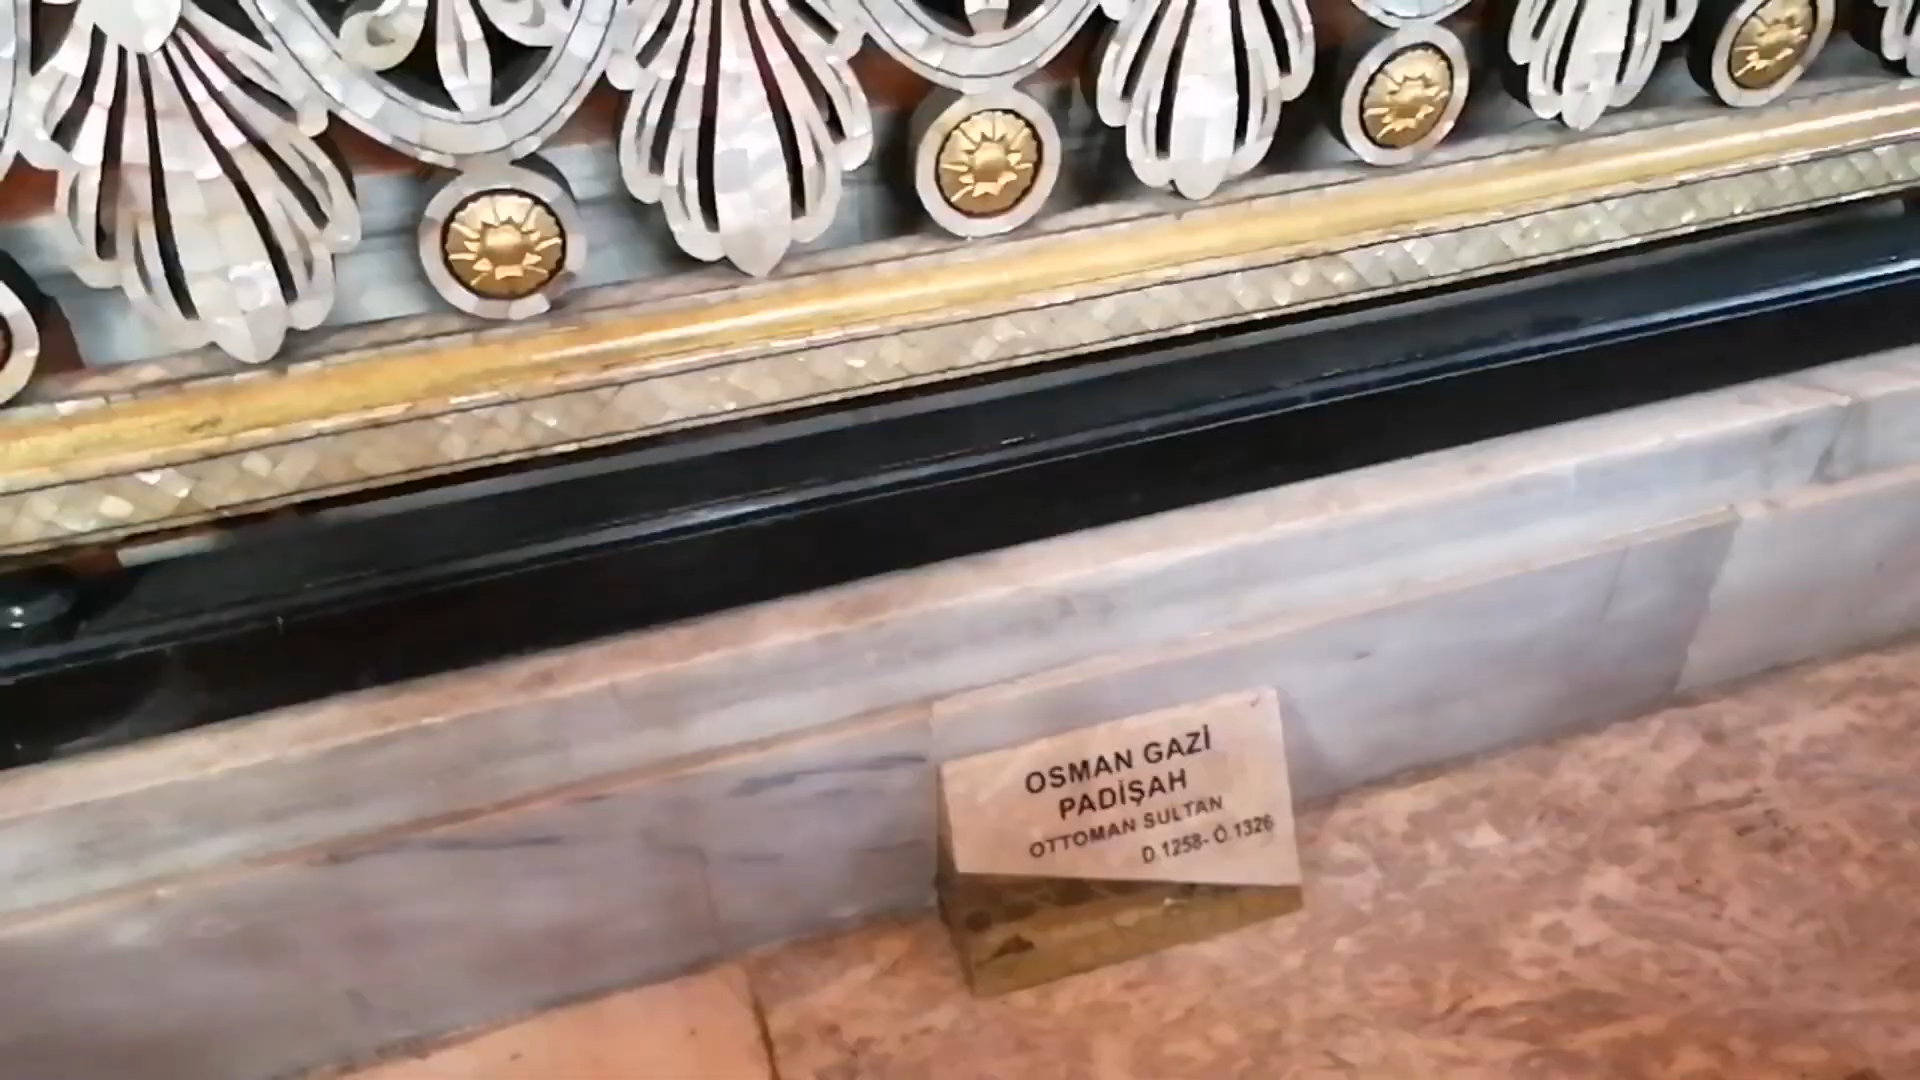 OSMAN GAZİ
PADİŞAH
OTTOMAN SULTAN
D 1258- Ö 1326